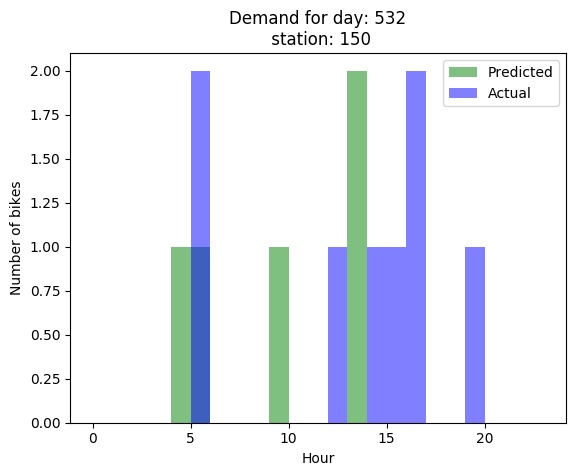 Demand for day: 532
station: 150
Predicted
Actual
2.00
1.75
1.50
1.25
1.00
0.75
0.50
0.25
0.00
Number of bikes
0 5 10 15 20
Hour